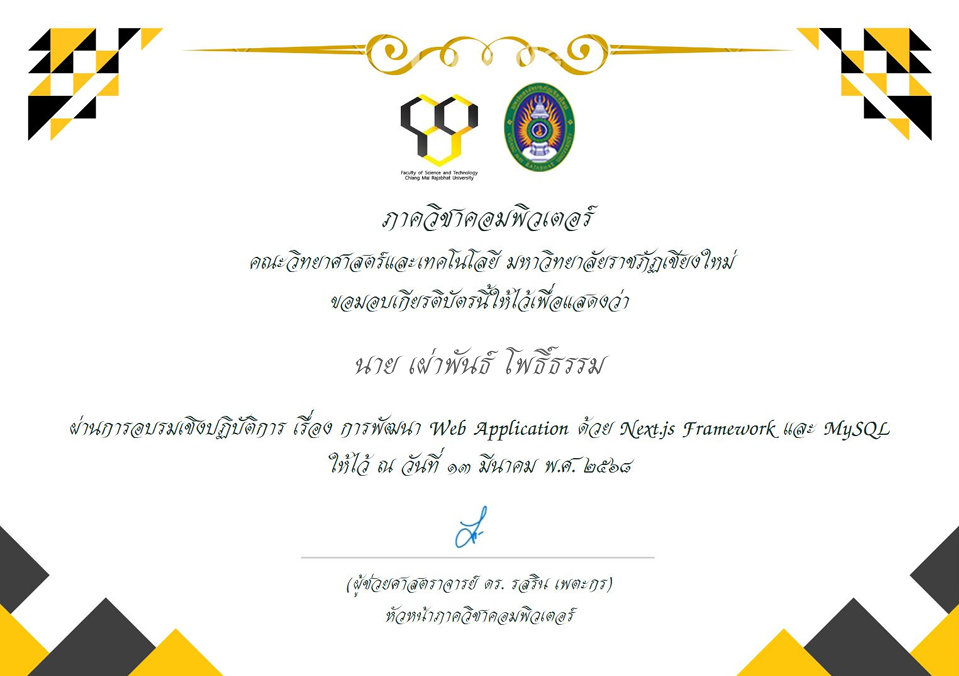 Faculty of Science and Technology
Chiang Mai Rajabhat University
ภาควิชาคอมพิวเตอร์
คณะวิทยาศาสตร์และเทคโนโลยี มหาวิทยาลัยราชภัฏเชียงใหม่
ขอมอบเกียรติบัตรนี้ให้ไว้เพื่อแสดงว่า
นาย เผ่าพันธ์ โพธิ์ธรรม
ผ่านการอบรมเชิงปฏิบัติการ เรื่อง การพัฒนา Web Application ด้วย Next.js Framework และ MySQL
ให้ไว้ ณ วันที่ ๑๓ มีนาคม พ.ศ. ๒๕๖๘
(ผู้ช่วยศาสตราจารย์ ดร. รสริน เพตะกร)
หัวหน้าภาควิชาคอมพิวเตอร์